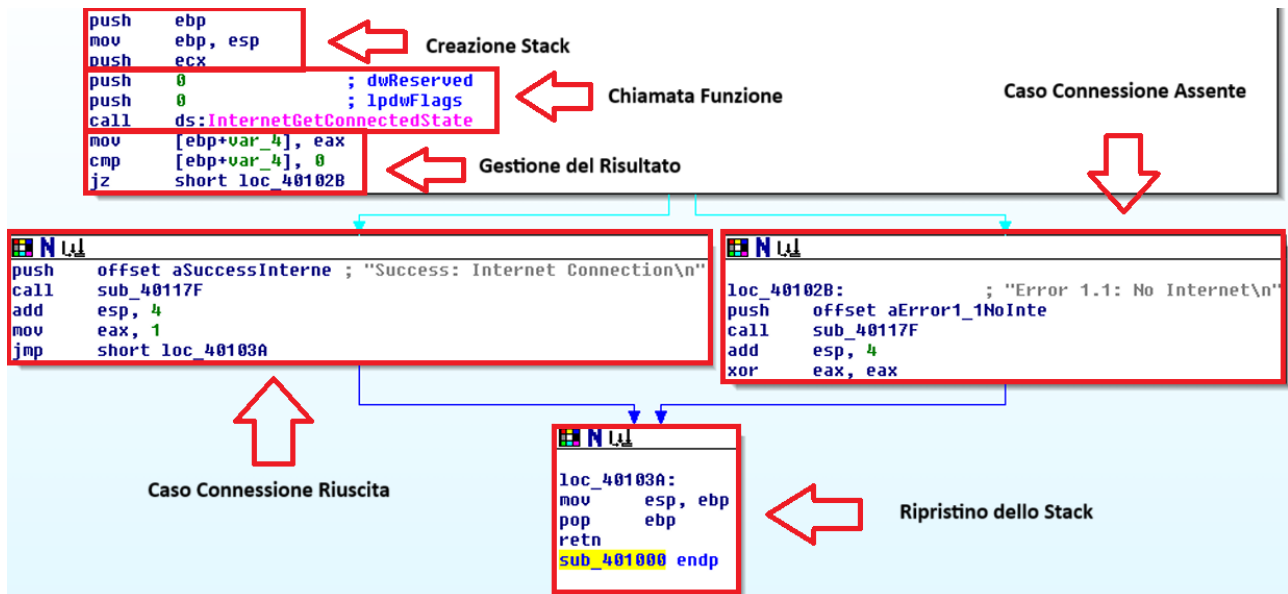 push ebp
mov ebp, esp
push ecx
Creazione Stack
push 0 ; dwReserved
push 0 ; lpdwFlags
call ds:InternetGetConnectedState
Chiamata Funzione
Caso Connessione Assente
mov [ebp+var_4], eax
cmp [ebp+var_4], 0
jz short loc_40102B
Gestione del Risultato
push offset aSuccessInterne ; "Success: Internet Connection\n"
call sub_40117F
add esp, 4
mov eax, 1
jmp short loc_40103A
loc_40102B: ; "Error 1.1: No Internet\n"
push offset aError1_1NoInte
call sub_40117F
add esp, 4
xor eax, eax
Caso Connessione Riuscita
loc_40103A:
mov esp, ebp
pop ebp
retn
sub_401000 endp
Ripristino dello Stack